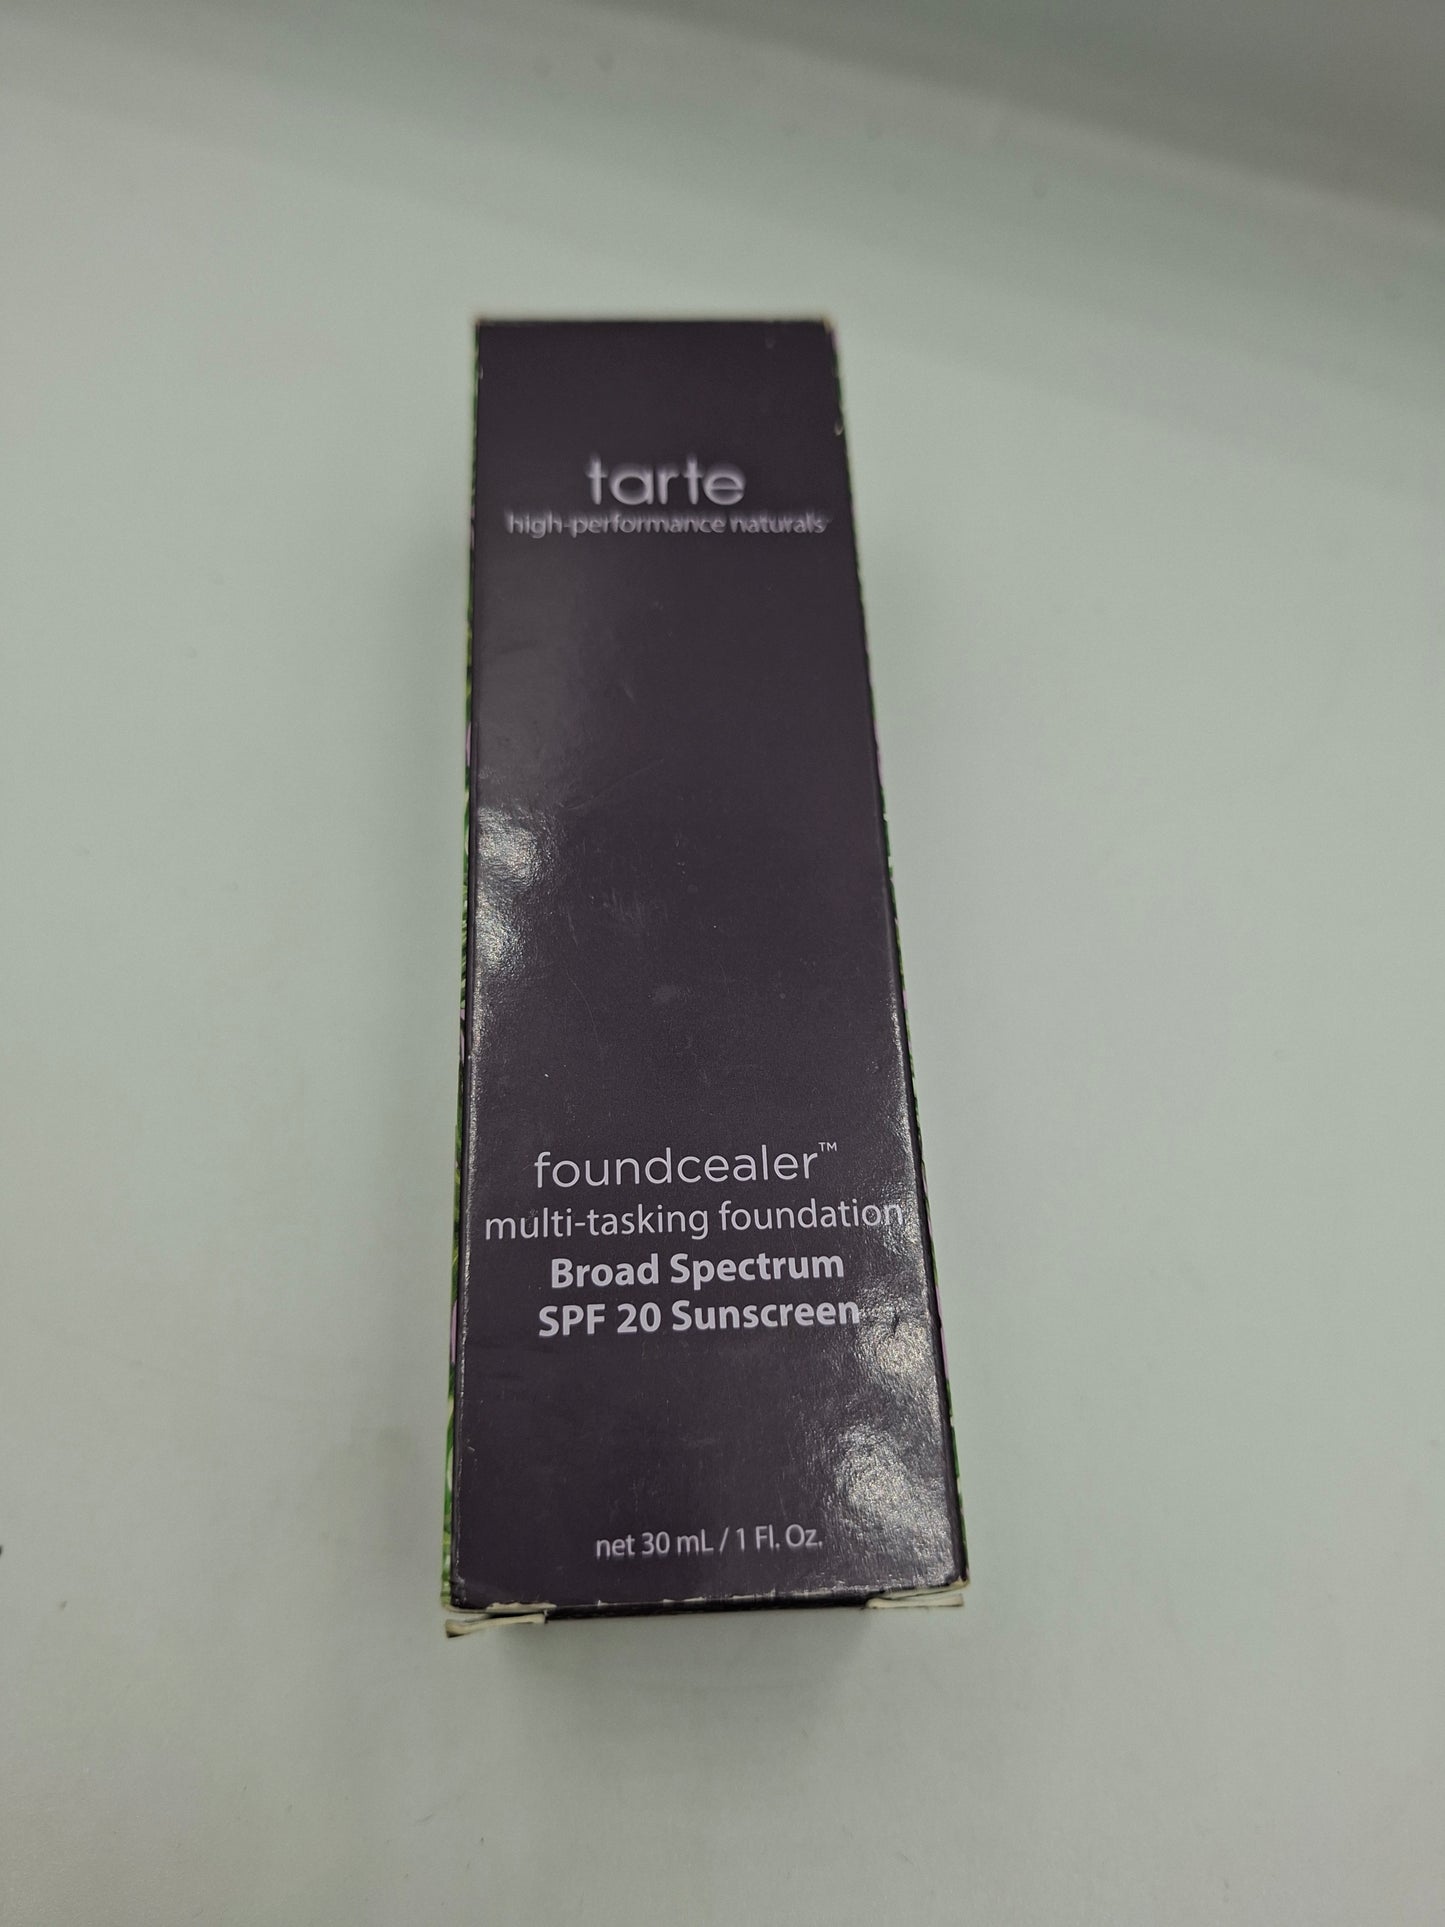 tarte
high-performance naturals
foundcealer™
multi-tasking foundation
Broad Spectrum
SPF 20 Sunscreen
net 30 mL / 1 Fl. Oz.